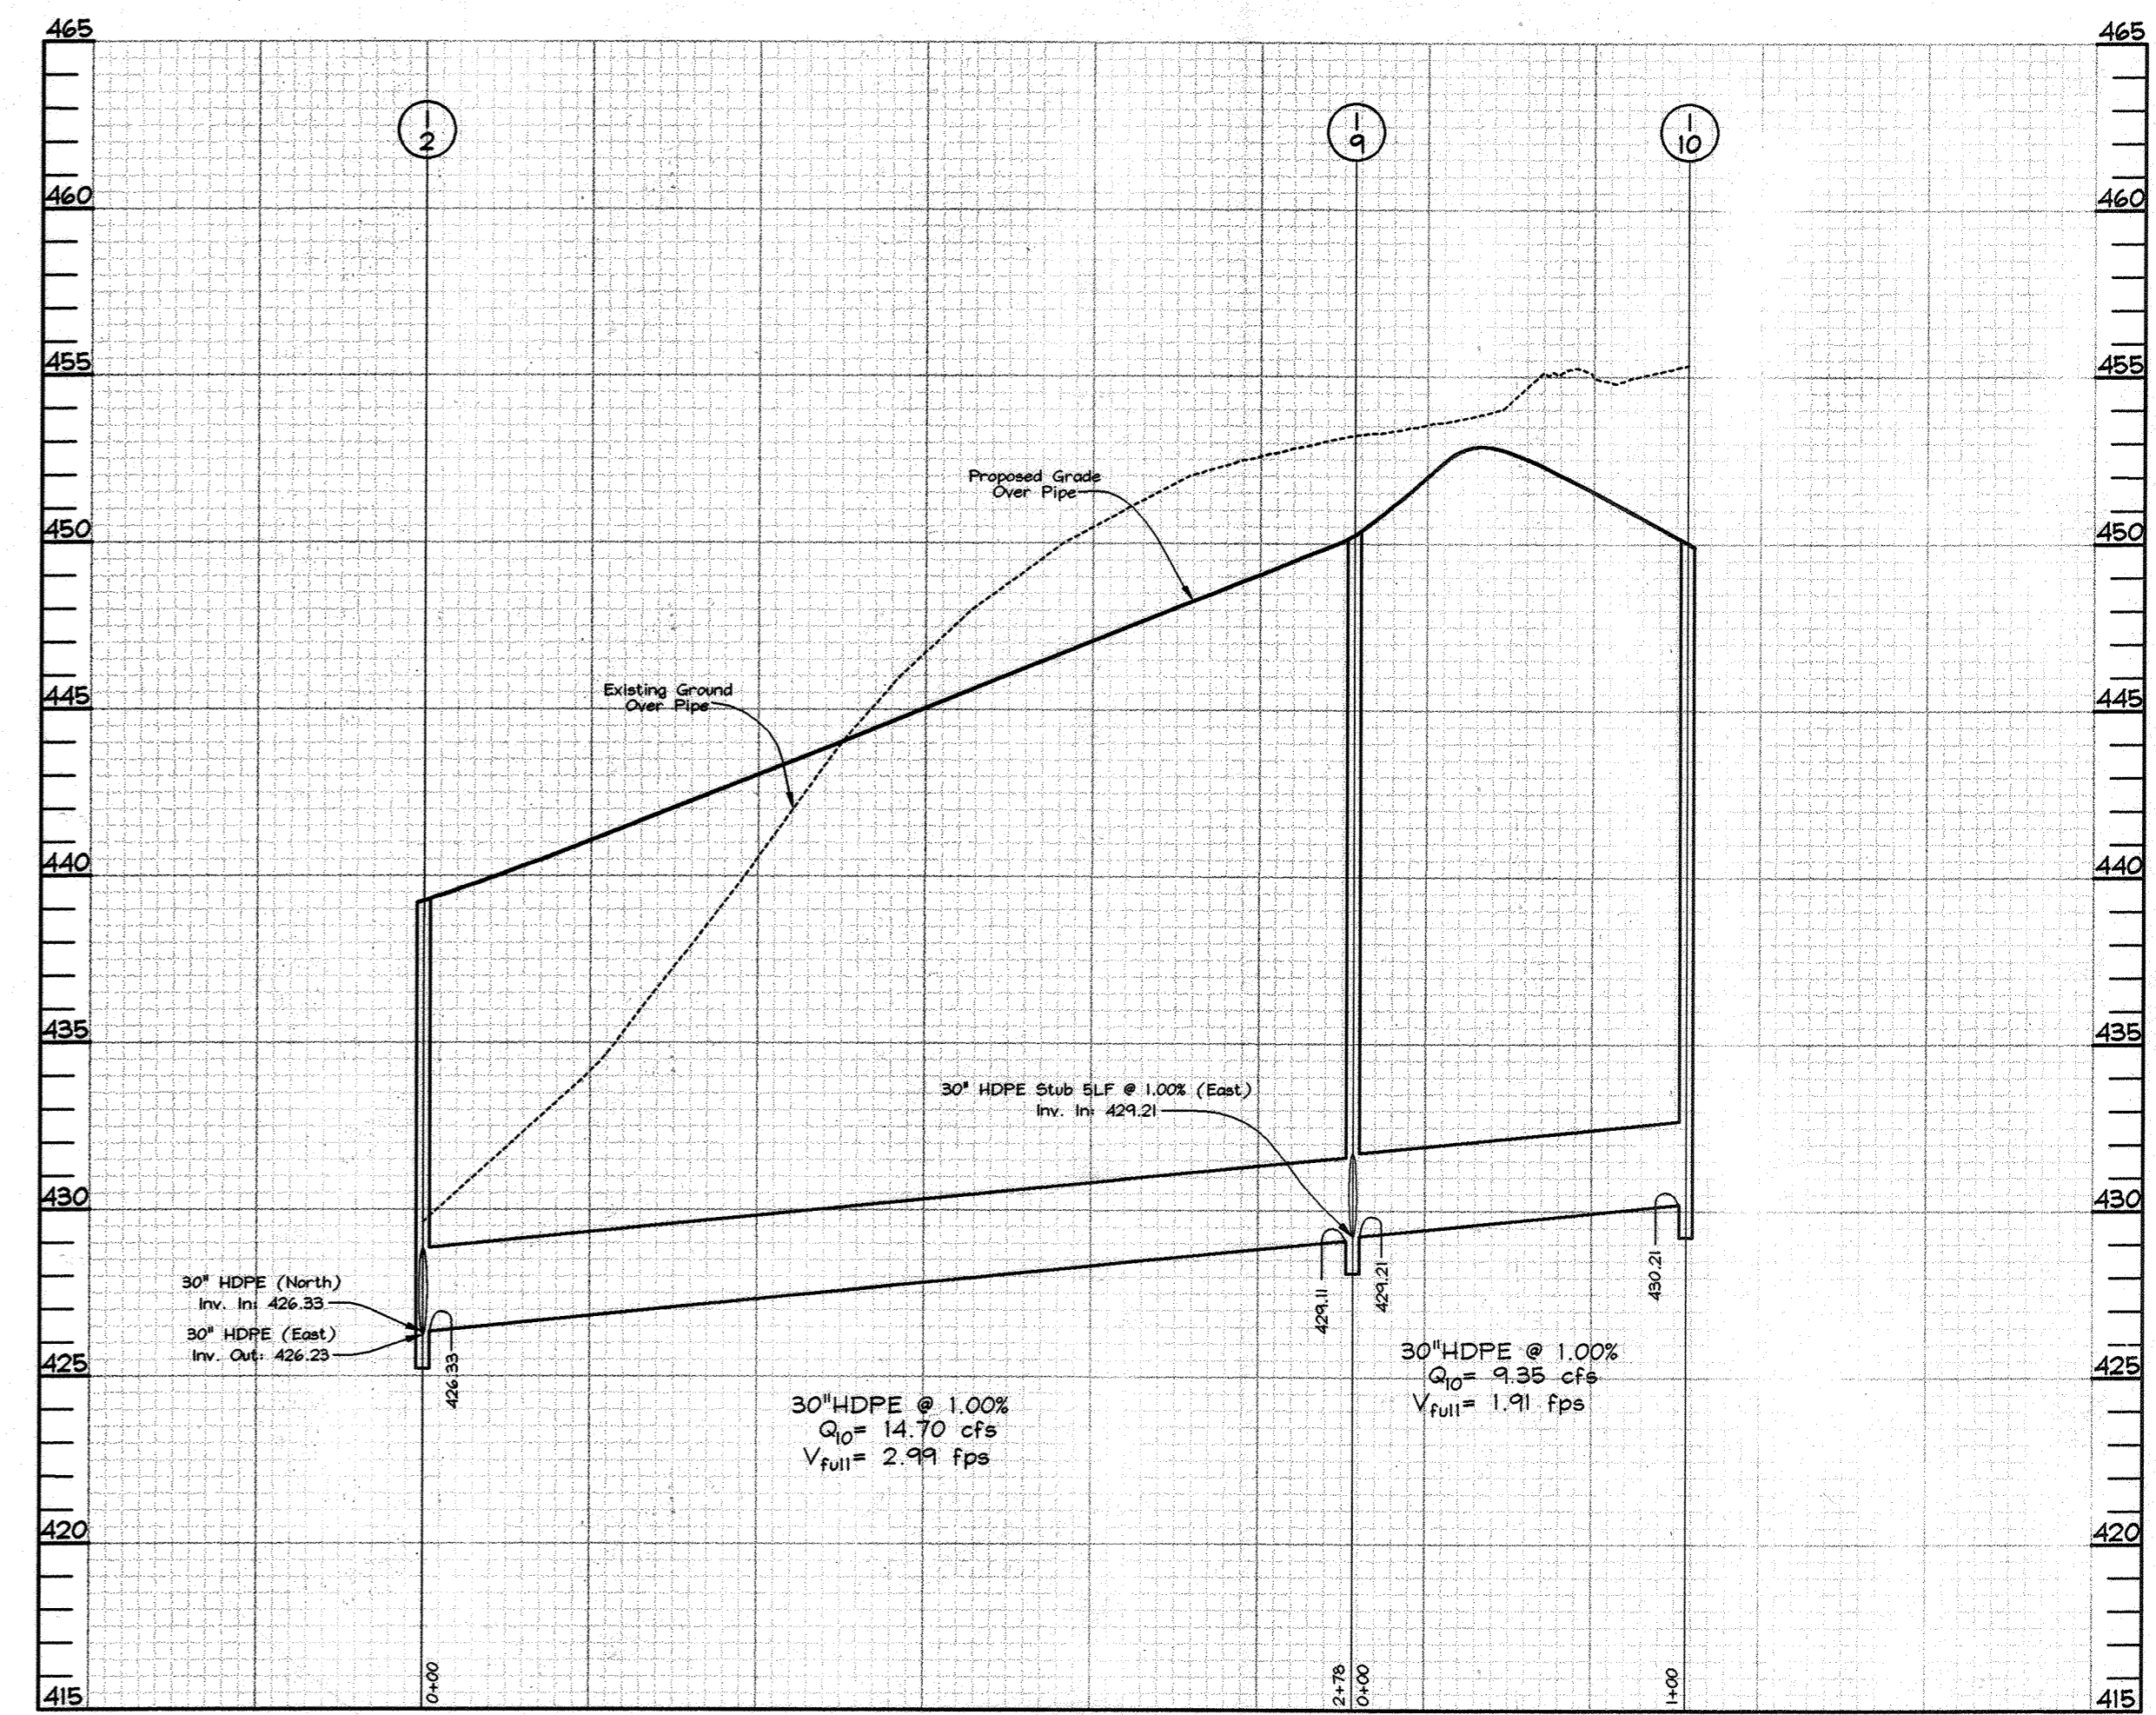 465
465
1
2
1
9
1
10
460
460
455
455
Proposed Grade
Over Pipe
450
450
Existing Ground
Over Pipe
445
445
440
440
435
435
30" HDPE Stub 5LF @ 1.00% (East)
Inv. In: 429.21
430
430
30" HDPE (North)
Inv. In: 426.33
30" HDPE (East)
Inv. Out: 426.23
426.33
429.11
429.21
430.21
425
425
30"HDPE @ 1.00%
Q10= 14.70 cfs
Vfull= 2.99 fps
30"HDPE @ 1.00%
Q10= 9.35 cfs
Vfull= 1.91 fps
420
420
415
0+00
2+78
0+00
1+00
415